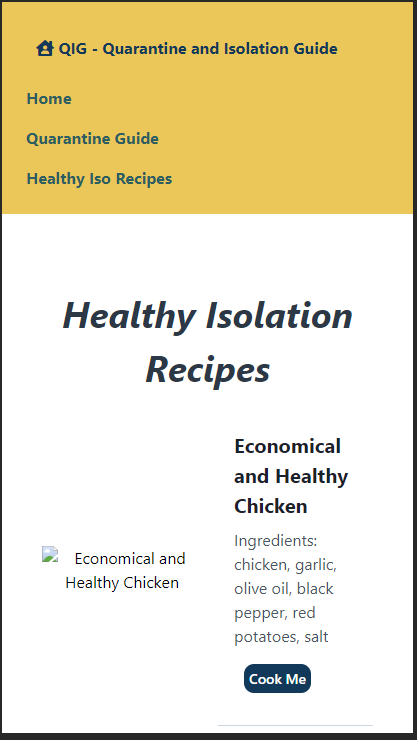 QIG - Quarantine and Isolation Guide
Home
Quarantine Guide
Healthy Iso Recipes
Healthy Isolation
Recipes
Economical and
Healthy Chicken
Economical
and Healthy
Chicken
Ingredients:
chicken, garlic,
olive oil, black
pepper, red
potatoes, salt
Cook Me